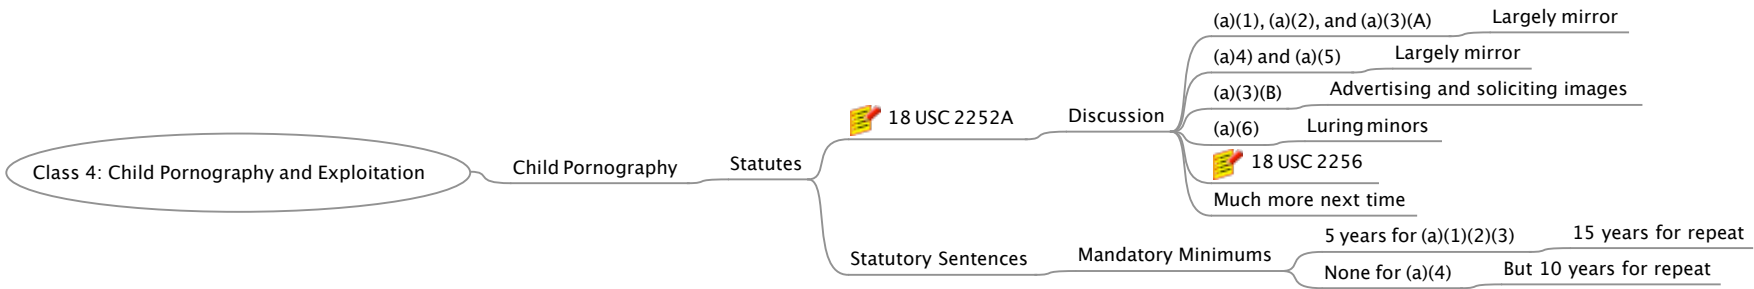 Class 4: Child Pornography and Exploitation
Child Pornography
Statutes
18 USC 2252A
Discussion
(a)(1), (a)(2), and (a)(3)(A)
Largely mirror
(a)4) and (a)(5)
Largely mirror
(a)(3)(B)
Advertising and soliciting images
(a)(6)
Luring minors
18 USC 2256
Much more next time
Statutory Sentences
Mandatory Minimums
5 years for (a)(1)(2)(3)
15 years for repeat
None for (a)(4)
But 10 years for repeat